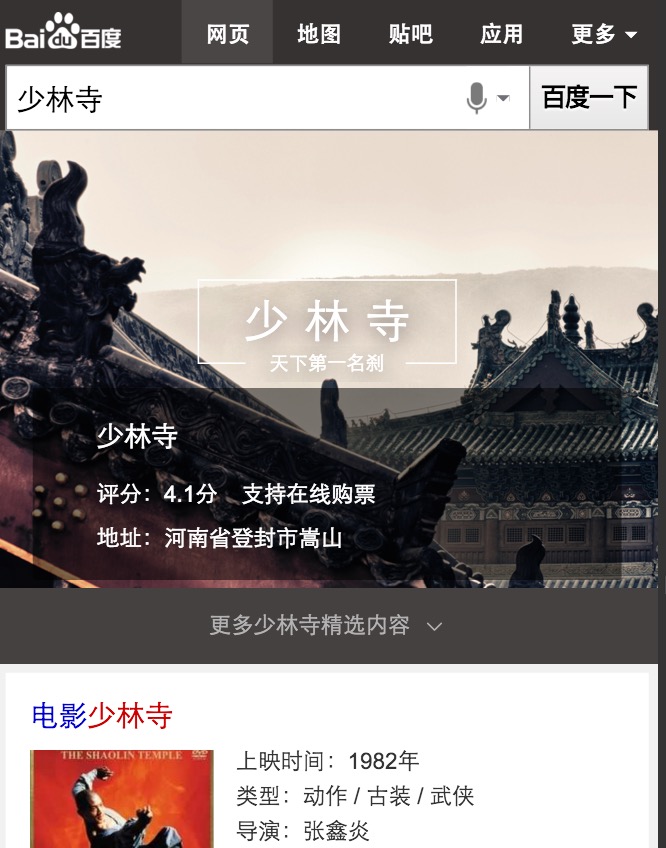 Bai du 百度
网页 地图 贴吧 应用 更多
少林寺 百度一下
少林寺
天下第一名刹
少林寺
评分：4.1分 支持在线购票
地址：河南省登封市嵩山
更多少林寺精选内容
电影少林寺
THE SHAOLIN TEMPLE DVD
上映时间：1982年
类型：动作 / 古装 / 武侠
导演：张鑫炎